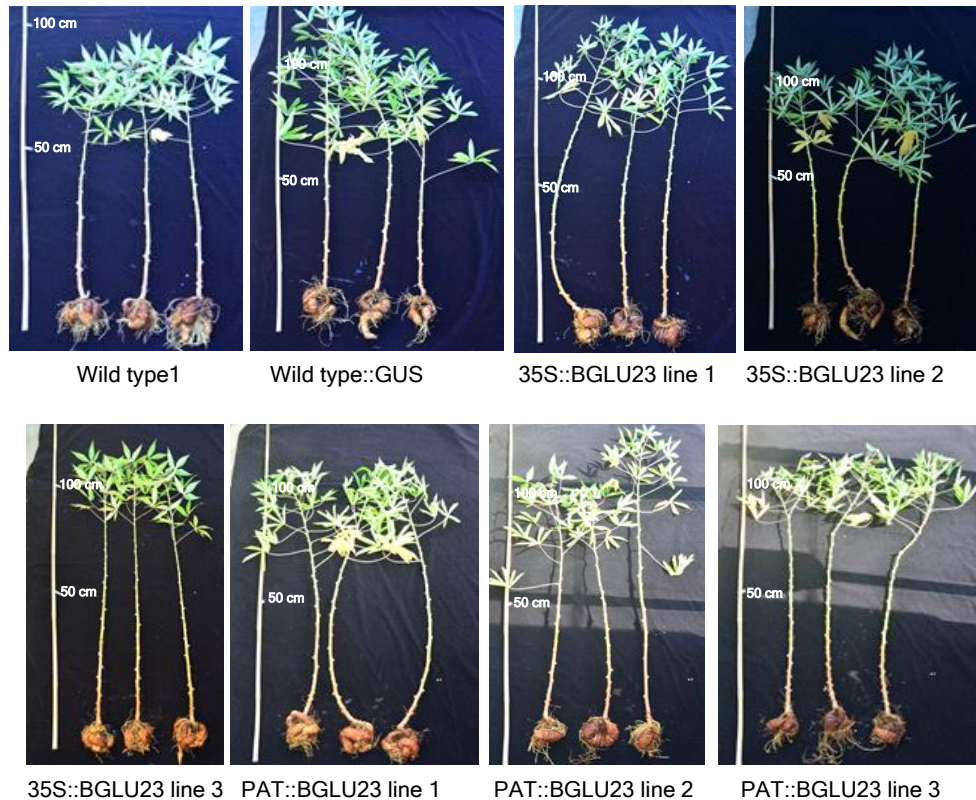 100 cm
50 cm
Wild type1
100 cm
50 cm
Wild type::GUS
100 cm
50 cm
35S::BGLU23 line 1
100 cm
50 cm
35S::BGLU23 line 2
100 cm
50 cm
35S::BGLU23 line 3
100 cm
50 cm
PAT::BGLU23 line 1
100 cm
50 cm
PAT::BGLU23 line 2
100 cm
50 cm
PAT::BGLU23 line 3